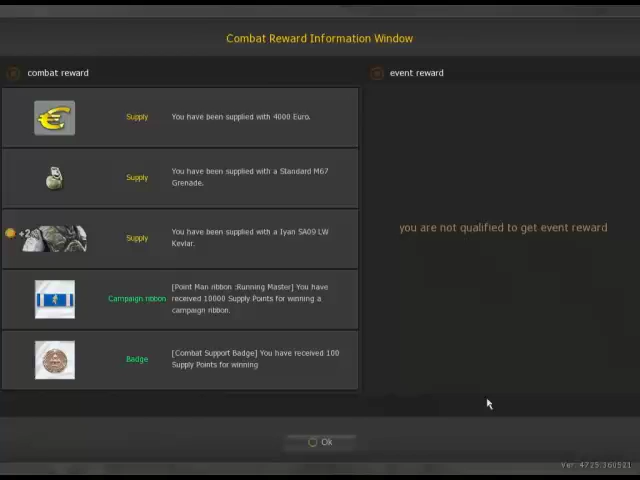 Combat Reward Information Window
combat reward
event reward
Supply
You have been supplied with 4000 Euro.
Supply
You have been supplied with a Standard M67
Grenade.
+2
Supply
You have been supplied with a Iyan SA09 LW
Kevlar.
Campaign ribbon
[Point Man ribbon :Running Master] You have
received 10000 Supply Points for winning a
campaign ribbon.
Badge
[Combat Support Badge] You have received 100
Supply Points for winning
you are not qualified to get event reward
Ok
Ver: 4725.360521